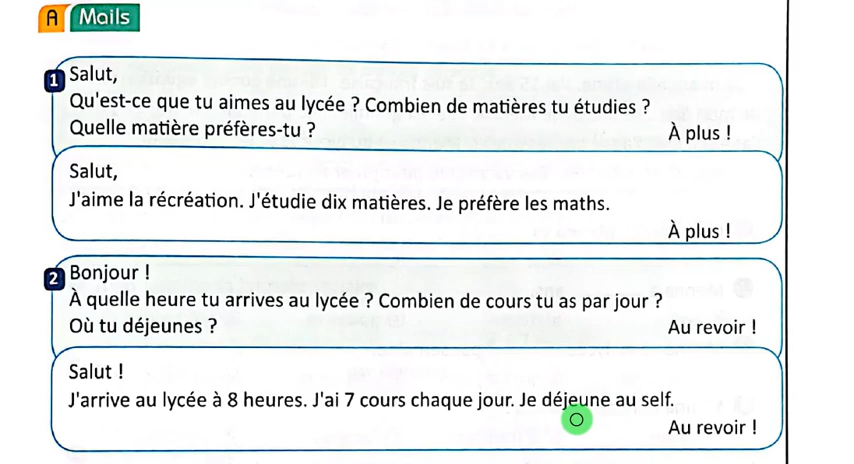 A Mails
1 Salut,
Qu'est-ce que tu aimes au lycée ? Combien de matières tu étudies ?
Quelle matière préfères-tu ?
À plus !
Salut,
J'aime la récréation. J'étudie dix matières. Je préfère les maths.
À plus !
2 Bonjour !
À quelle heure tu arrives au lycée ? Combien de cours tu as par jour ?
Où tu déjeunes ?
Au revoir !
Salut !
J'arrive au lycée à 8 heures. J'ai 7 cours chaque jour. Je déjeune au self.
Au revoir !